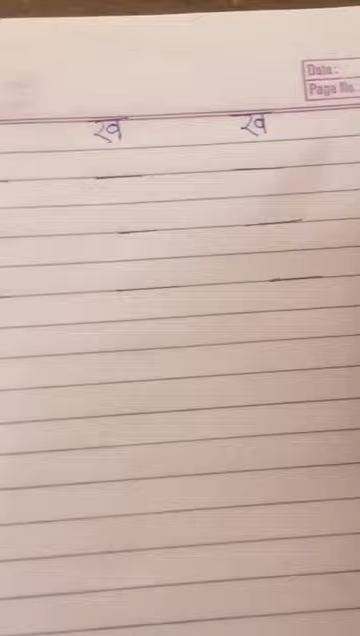 Date:
Page No.
ख ख